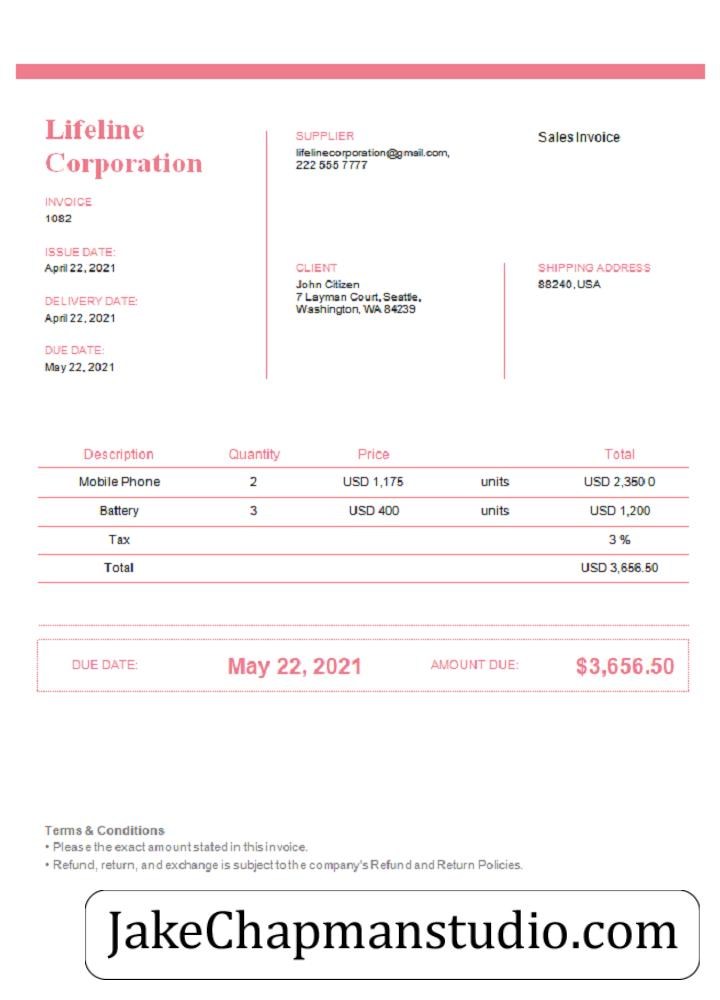 Lifeline
Corporation
INVOICE
1082
ISSUE DATE:
April 22, 2021
DELIVERY DATE:
April 22, 2021
DUE DATE:
May 22, 2021
SUPPLIER
lifelinecorporation@gmail.com,
222 555 7777
Sales Invoice
CLIENT
John Citizen
7 Layman Court, Seattle,
Washington, WA 84239
SHIPPING ADDRESS
88240, USA
Description Quantity Price Total
Mobile Phone 2 USD 1,175 units USD 2,350 0
Battery 3 USD 400 units USD 1,200
Tax 3 %
Total USD 3,656.50
DUE DATE: May 22, 2021 AMOUNT DUE: $3,656.50
Terms & Conditions
• Please the exact amount stated in this invoice.
• Refund, return, and exchange is subject to the company's Refund and Return Policies.
JakeChapmanstudio.com